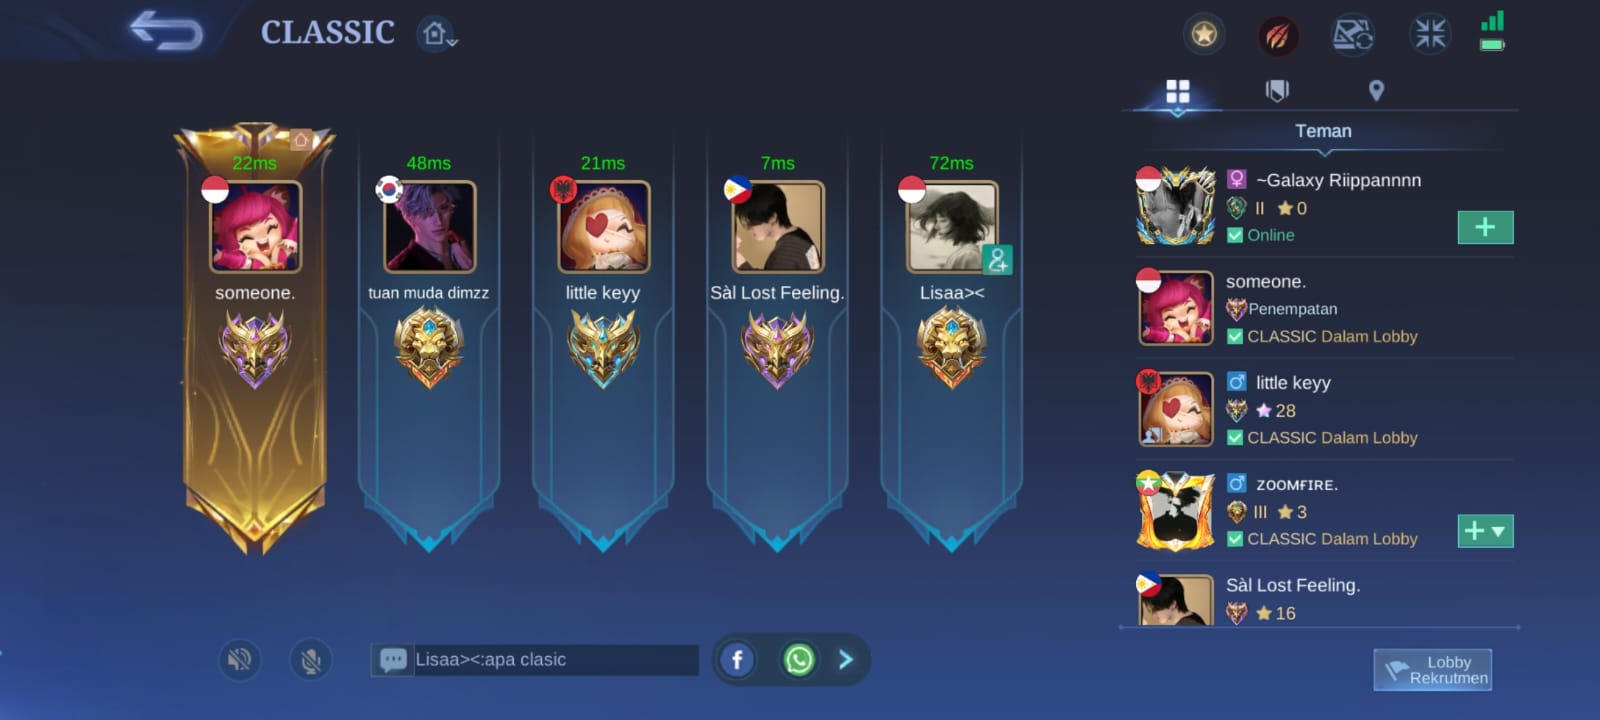 CLASSIC
22ms
someone.
48ms
tuan muda dimzz
21ms
little keyy
7ms
Sàl Lost Feeling.
72ms
Lisaa><
Lisaa><:apa clasic
Teman
~Galaxy Riippannnn
II 0
Online
someone.
Penempatan
CLASSIC Dalam Lobby
little keyy
28
CLASSIC Dalam Lobby
ᴢᴏᴏᴍғɪʀᴇ.
III 3
CLASSIC Dalam Lobby
Sàl Lost Feeling.
16
Lobby
Rekrutmen